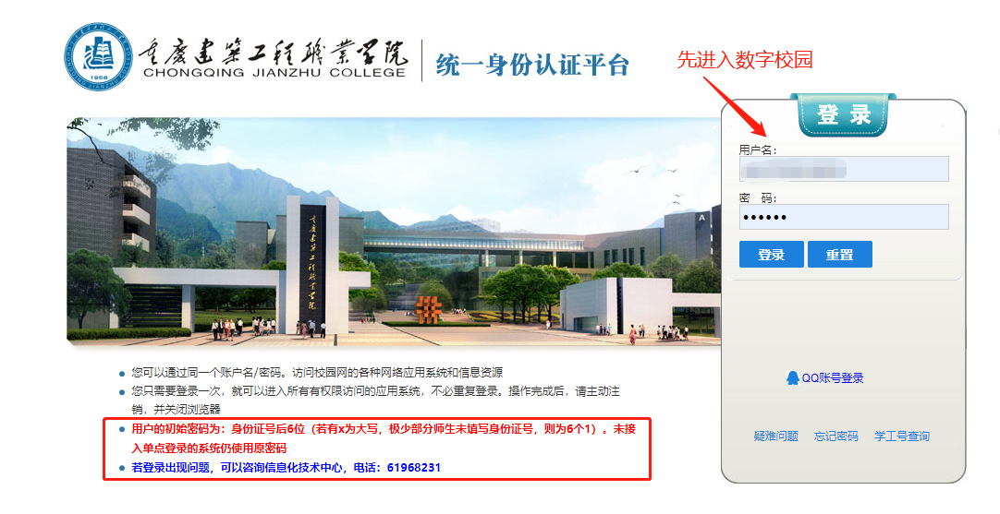 重庆建筑工程職業学院
CHONGQING JIANZHU COLLEGE
1958
统一身份认证平台
先进入数字校园
登 录
用户名：
密 码：
登录
重置
A
重庆建筑工程職業学院
您可以通过同一个账户名/密码。访问校园网的各种网络应用系统和信息资源
您只需要登录一次，就可以进入所有有权限访问的应用系统，不必重复登录。操作完成后，请主动注
销，并关闭浏览器
用户的初始密码为：身份证号后6位（若有x为大写，极少部分师生未填写身份证号，则为6个1）。未接
入单点登录的系统仍使用原密码
若登录出现问题，可以咨询信息化技术中心，电话：61968231
QQ账号登录
疑难问题 忘记密码 学工号查询